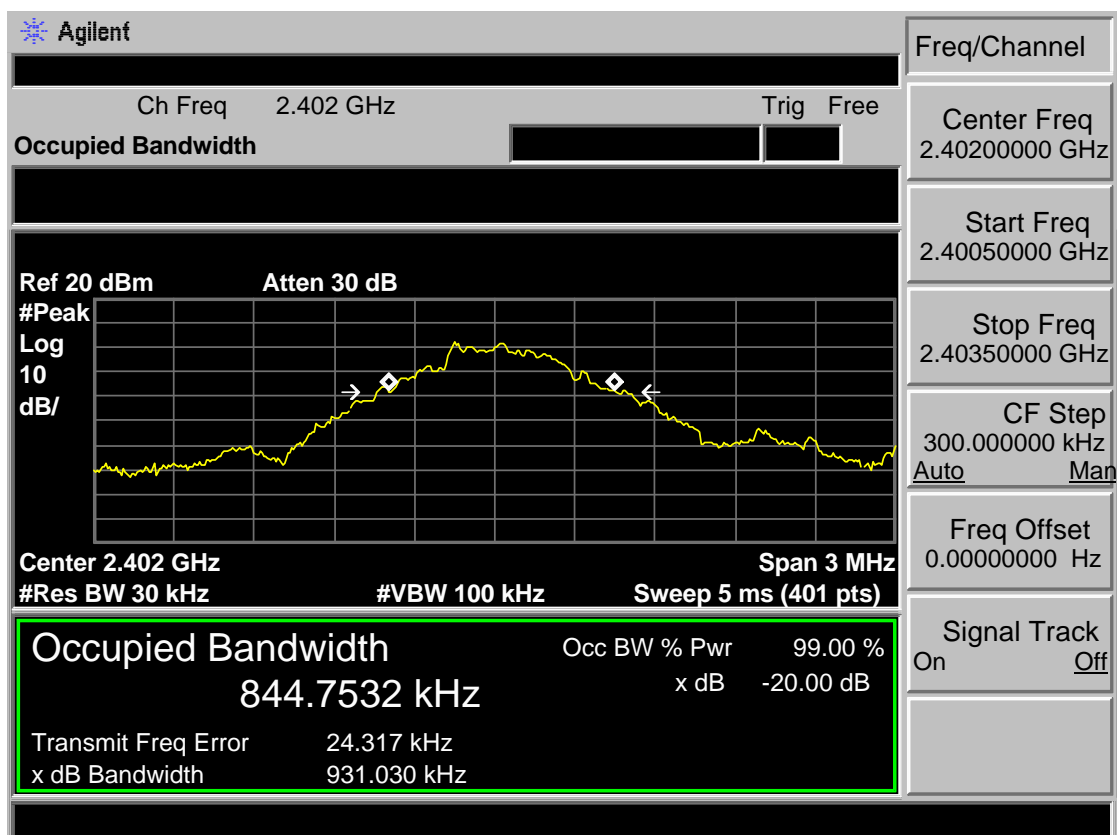 Agilent
Ch Freq 2.402 GHz Trig Free
Occupied Bandwidth
Ref 20 dBm Atten 30 dB
#Peak
Log
10
dB/
Center 2.402 GHz Span 3 MHz
#Res BW 30 kHz #VBW 100 kHz Sweep 5 ms (401 pts)
Occupied Bandwidth Occ BW % Pwr 99.00 %
844.7532 kHz x dB -20.00 dB
Transmit Freq Error 24.317 kHz
x dB Bandwidth 931.030 kHz
Freq/Channel
Center Freq
2.40200000 GHz
Start Freq
2.40050000 GHz
Stop Freq
2.40350000 GHz
CF Step
300.000000 kHz
Auto Man
Freq Offset
0.00000000 Hz
Signal Track
On Off